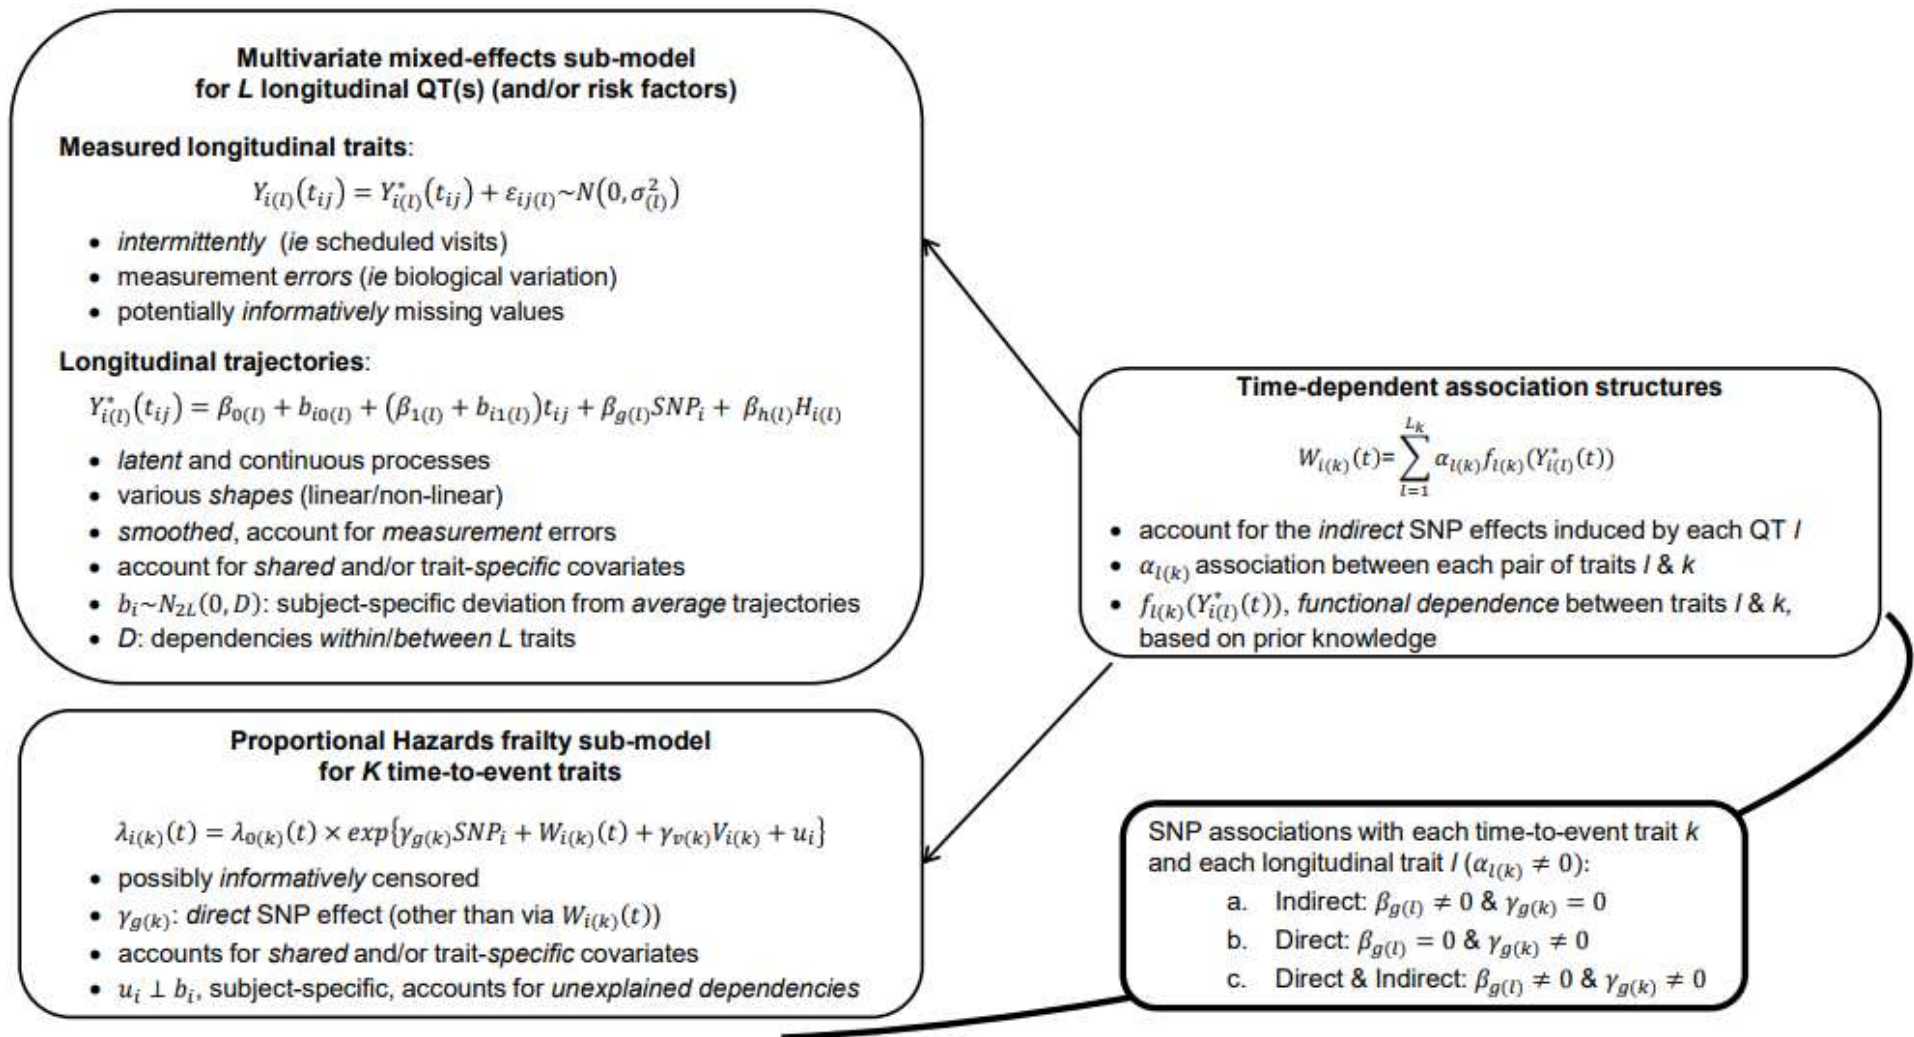 Multivariate mixed-effects sub-model
for L longitudinal QT(s) (and/or risk factors)
Measured longitudinal traits:
Y_{i(l)}(t_{ij}) = Y^*_{i(l)}(t_{ij}) + ε_{ij(l)}~N(0, σ^2_{(l)})
• intermittently (ie scheduled visits)
• measurement errors (ie biological variation)
• potentially informatively missing values
Longitudinal trajectories:
Y^*_{i(l)}(t_{ij}) = β_{0(l)} + b_{i0(l)} + (β_{1(l)} + b_{i1(l)})t_{ij} + β_{g(l)}SNP_i + β_{h(l)}H_{i(l)}
• latent and continuous processes
• various shapes (linear/non-linear)
• smoothed, account for measurement errors
• account for shared and/or trait-specific covariates
• b_i~N_{2L}(0, D): subject-specific deviation from average trajectories
• D: dependencies within/between L traits
Proportional Hazards frailty sub-model
for K time-to-event traits
λ_{i(k)}(t) = λ_{0(k)}(t) × exp{γ_{g(k)}SNP_i + W_{i(k)}(t) + γ_{v(k)}V_{i(k)} + u_i}
• possibly informatively censored
• γ_{g(k)}: direct SNP effect (other than via W_{i(k)}(t))
• accounts for shared and/or trait-specific covariates
• u_i ⊥ b_i, subject-specific, accounts for unexplained dependencies
Time-dependent association structures
W_{i(k)}(t)= \sum_{l=1}^{L_k} α_{l(k)}f_{l(k)}(Y^*_{i(l)}(t))
• account for the indirect SNP effects induced by each QT l
• α_{l(k)} association between each pair of traits l & k
• f_{l(k)}(Y^*_{i(l)}(t)), functional dependence between traits l & k,
based on prior knowledge
SNP associations with each time-to-event trait k
and each longitudinal trait l (α_{l(k)} ≠ 0):
a. Indirect: β_{g(l)} ≠ 0 & γ_{g(k)} = 0
b. Direct: β_{g(l)} = 0 & γ_{g(k)} ≠ 0
c. Direct & Indirect: β_{g(l)} ≠ 0 & γ_{g(k)} ≠ 0